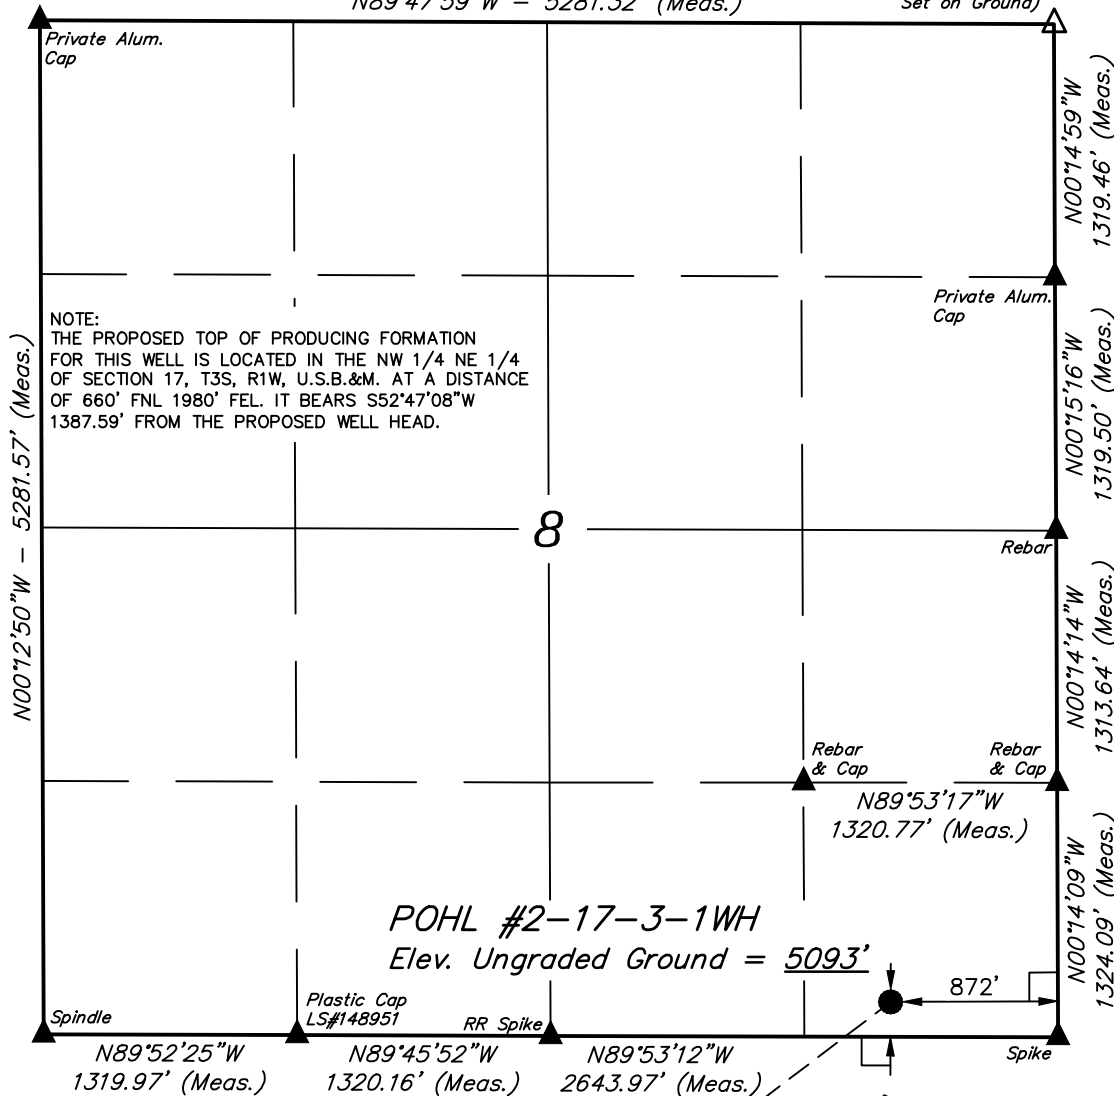 N89°47'59"W - 5281.32' (Meas.)
Set on Ground)
Private Alum.
Cap
N00°14'59"W
1319.46' (Meas.)
Private Alum.
Cap
NOTE:
THE PROPOSED TOP OF PRODUCING FORMATION
FOR THIS WELL IS LOCATED IN THE NW 1/4 NE 1/4
OF SECTION 17, T3S, R1W, U.S.B.&M. AT A DISTANCE
OF 660' FNL 1980' FEL. IT BEARS S52°47'08"W
1387.59' FROM THE PROPOSED WELL HEAD.
N00°15'16"W
1319.50' (Meas.)
N00°12'50"W - 5281.57' (Meas.)
8
Rebar
N00°14'14"W
1313.64' (Meas.)
Rebar
& Cap
Rebar
& Cap
N89°53'17"W
1320.77' (Meas.)
POHL #2-17-3-1WH
Elev. Ungraded Ground = 5093'
872'
N00°14'09"W
1324.09' (Meas.)
Spindle
Plastic Cap
LS#148951
RR Spike
Spike
N89°52'25"W
1319.97' (Meas.)
N89°45'52"W
1320.16' (Meas.)
N89°53'12"W
2643.97' (Meas.)